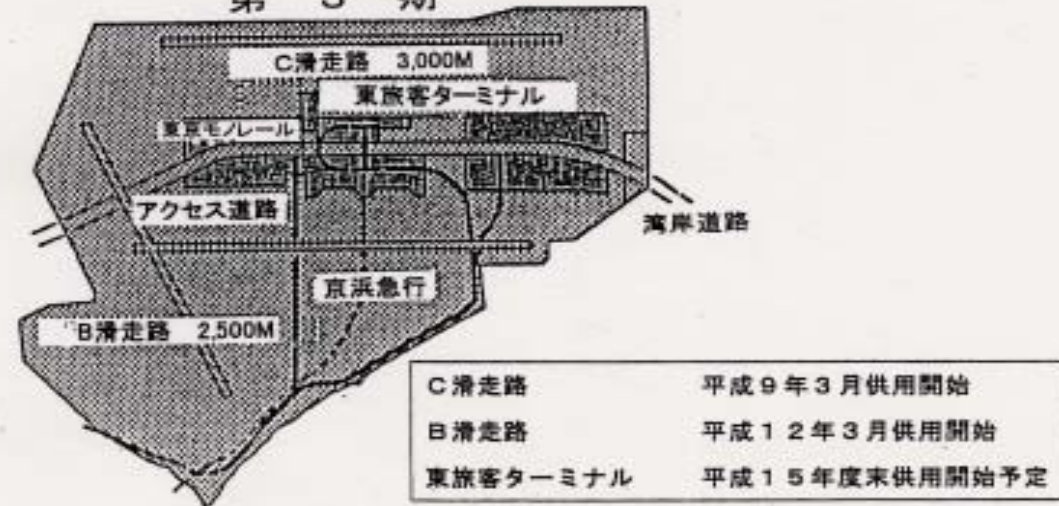 第 3 期
C滑走路 3,000M
東旅客ターミナル
東京モノレール
アクセス道路
湾岸道路
京浜急行
B滑走路 2,500M
C滑走路 平成9年3月供用開始
B滑走路 平成12年3月供用開始
東旅客ターミナル 平成15年度末供用開始予定